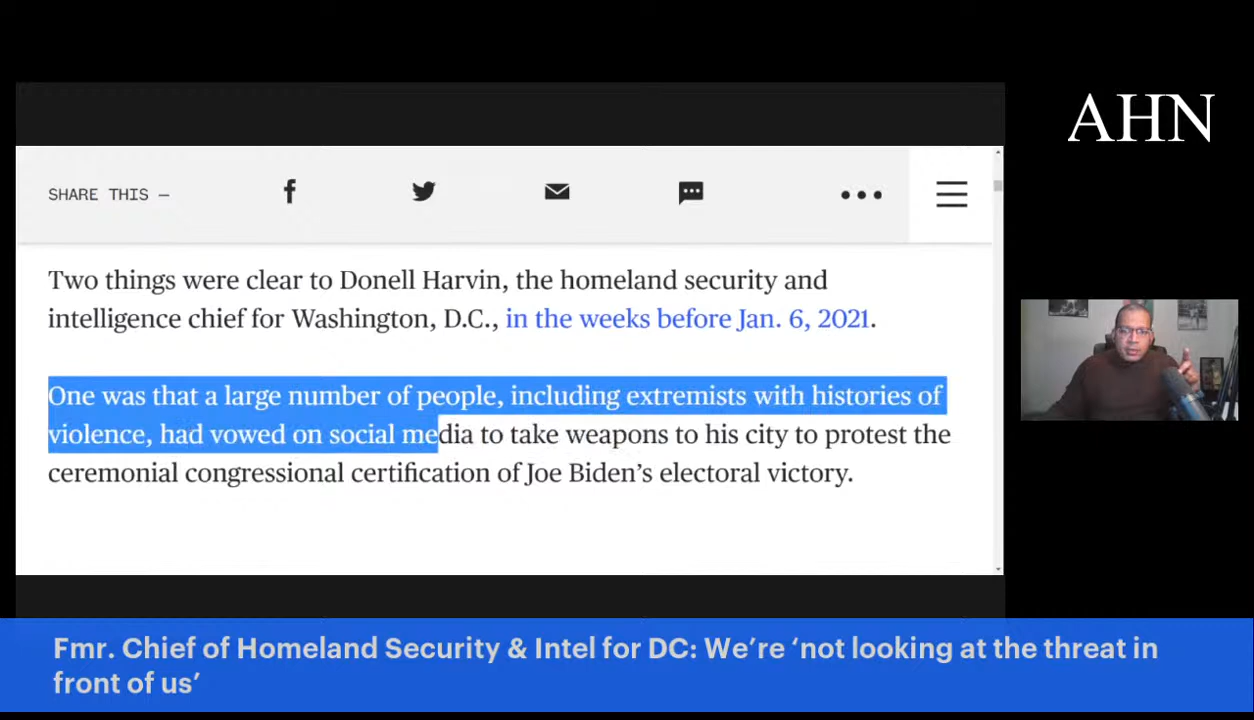 AHN
SHARE THIS —
Two things were clear to Donell Harvin, the homeland security and
intelligence chief for Washington, D.C., in the weeks before Jan. 6, 2021.
One was that a large number of people, including extremists with histories of
violence, had vowed on social media to take weapons to his city to protest the
ceremonial congressional certification of Joe Biden’s electoral victory.
Fmr. Chief of Homeland Security & Intel for DC: We’re ‘not looking at the threat in
front of us’